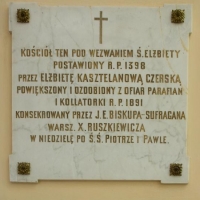 KOŚCIÓŁ TEN POD WEZWANIEM Ś. ELŻBIETY
POSTAWIONY R.P. 1398
PRZEZ ELŻBIETĘ KASZTELANOWĄ CZERSKĄ
POWIĘKSZONY I OZDOBIONY Z OFIAR PARAFIAN
I KOLLATORKI R.P. 1891
KONSEKROWANY PRZEZ J.E. BISKUPA-SUFRAGANA
WARSZ. X. RUSZKIEWICZA
W NIEDZIELĘ PO Ś.Ś. PIOTRZE I PAWLE.